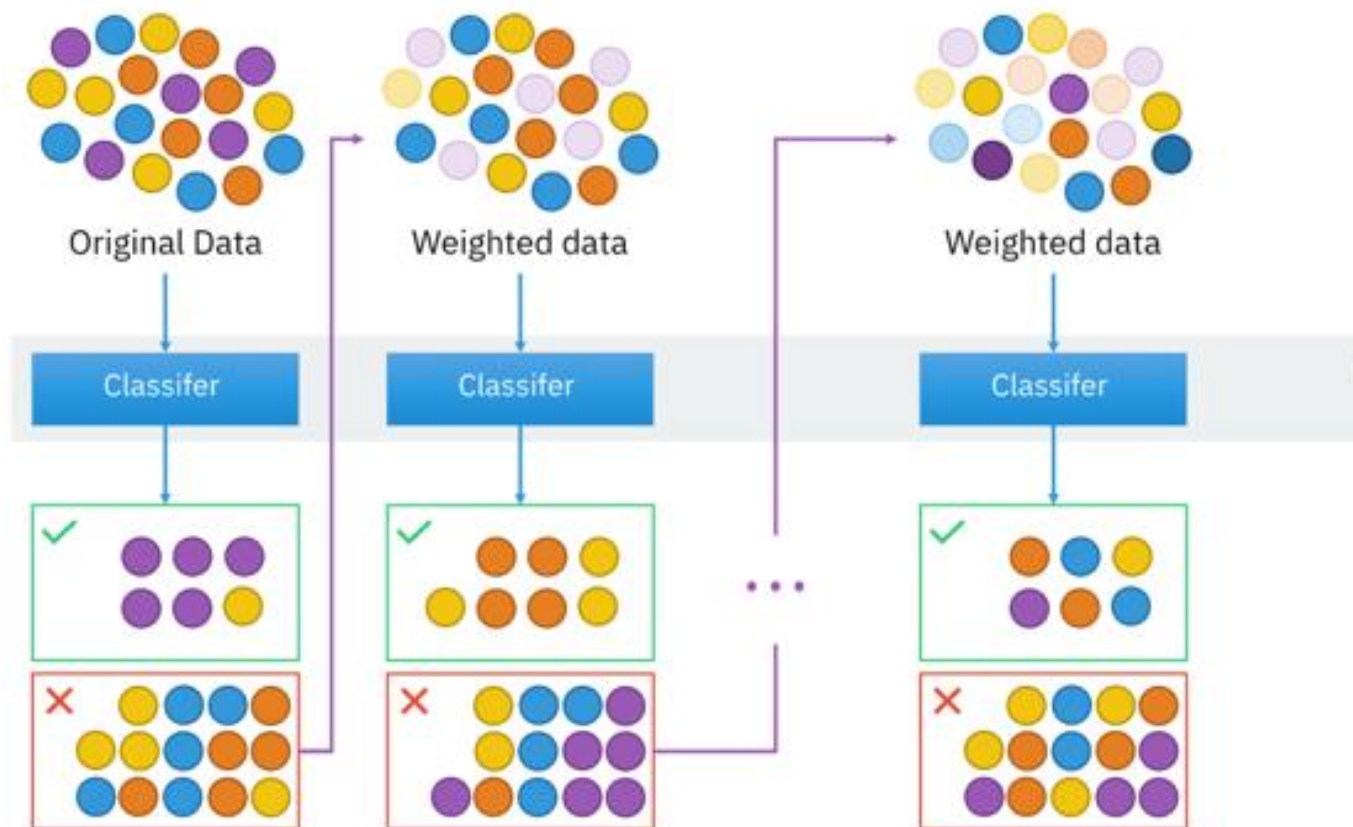 Original Data
Weighted data
Weighted data
Classifer
Classifer
Classifer